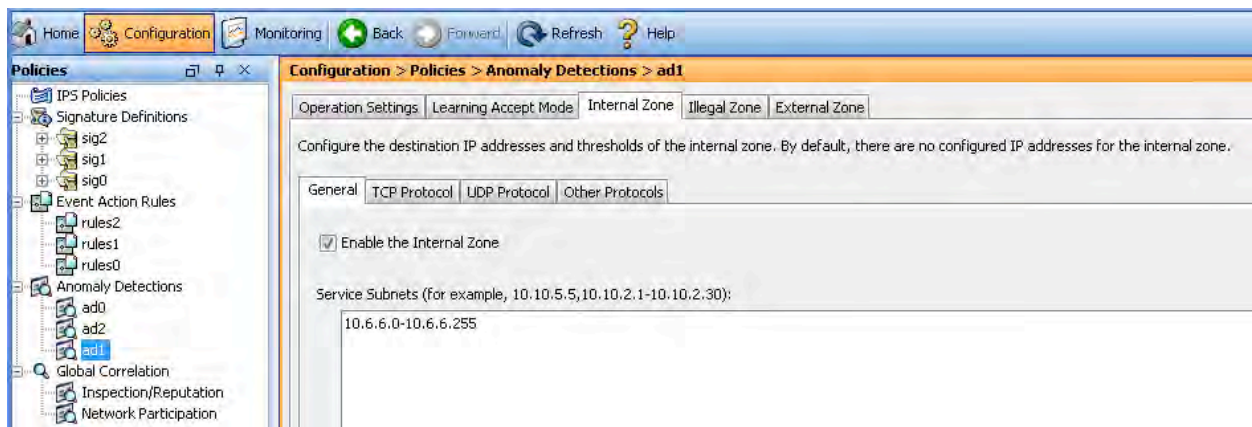 Home Configuration Monitoring Back Forward Refresh Help
Policies
IPS Policies
Signature Definitions
sig2
sig1
sig0
Event Action Rules
rules2
rules1
rules0
Anomaly Detections
ad0
ad2
ad1
Global Correlation
Inspection/Reputation
Network Participation
Configuration > Policies > Anomaly Detections > ad1
Operation Settings Learning Accept Mode Internal Zone Illegal Zone External Zone
Configure the destination IP addresses and thresholds of the internal zone. By default, there are no configured IP addresses for the internal zone.
General TCP Protocol UDP Protocol Other Protocols
Enable the Internal Zone
Service Subnets (for example, 10.10.5.5,10.10.2.1-10.10.2.30):
10.6.6.0-10.6.6.255